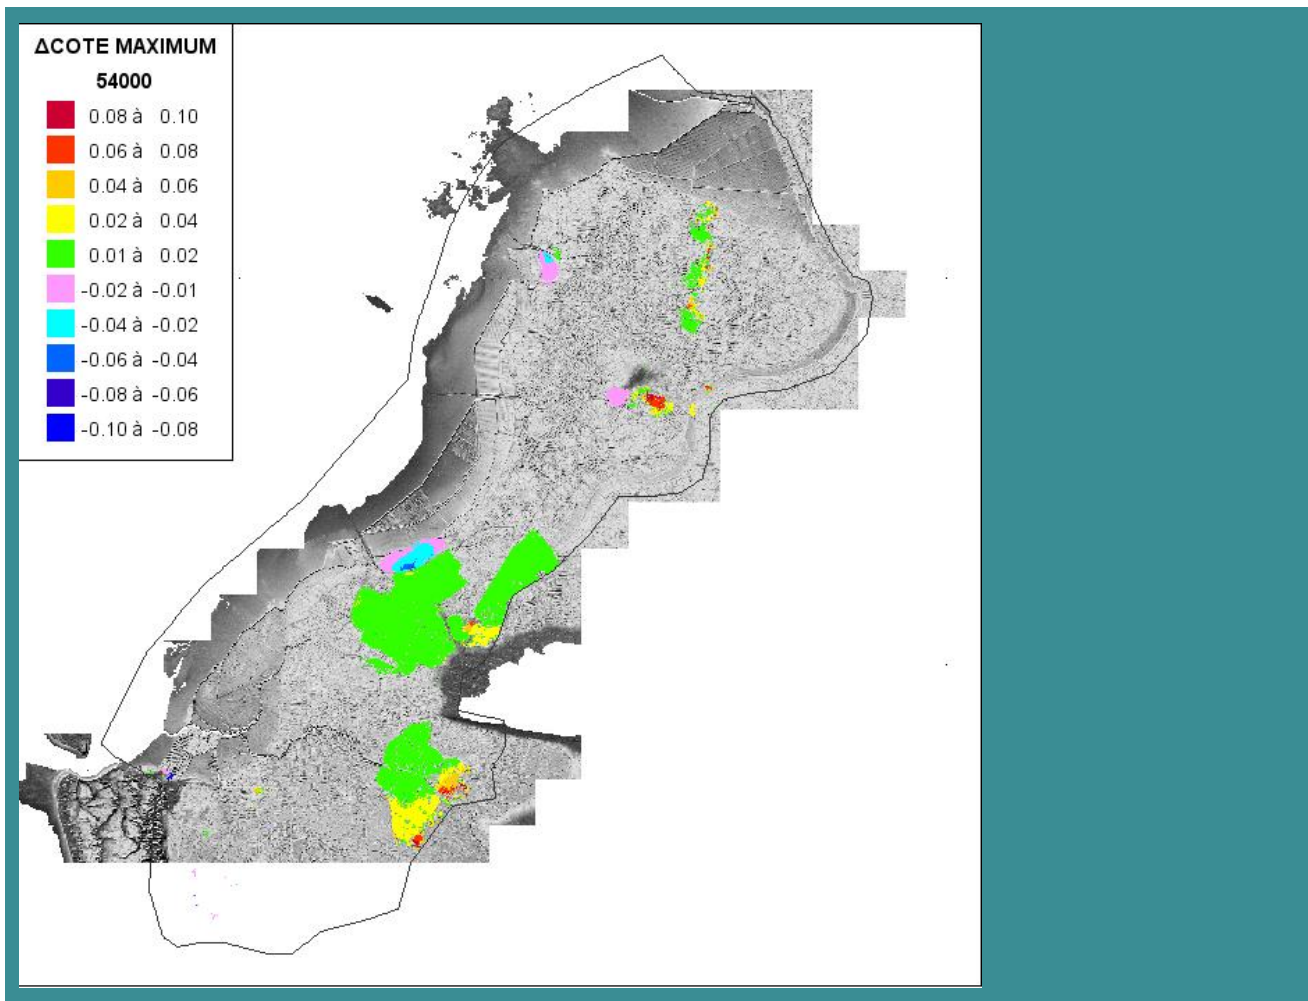 ΔCOTE MAXIMUM
54000
0.08 à 0.10
0.06 à 0.08
0.04 à 0.06
0.02 à 0.04
0.01 à 0.02
-0.02 à -0.01
-0.04 à -0.02
-0.06 à -0.04
-0.08 à -0.06
-0.10 à -0.08